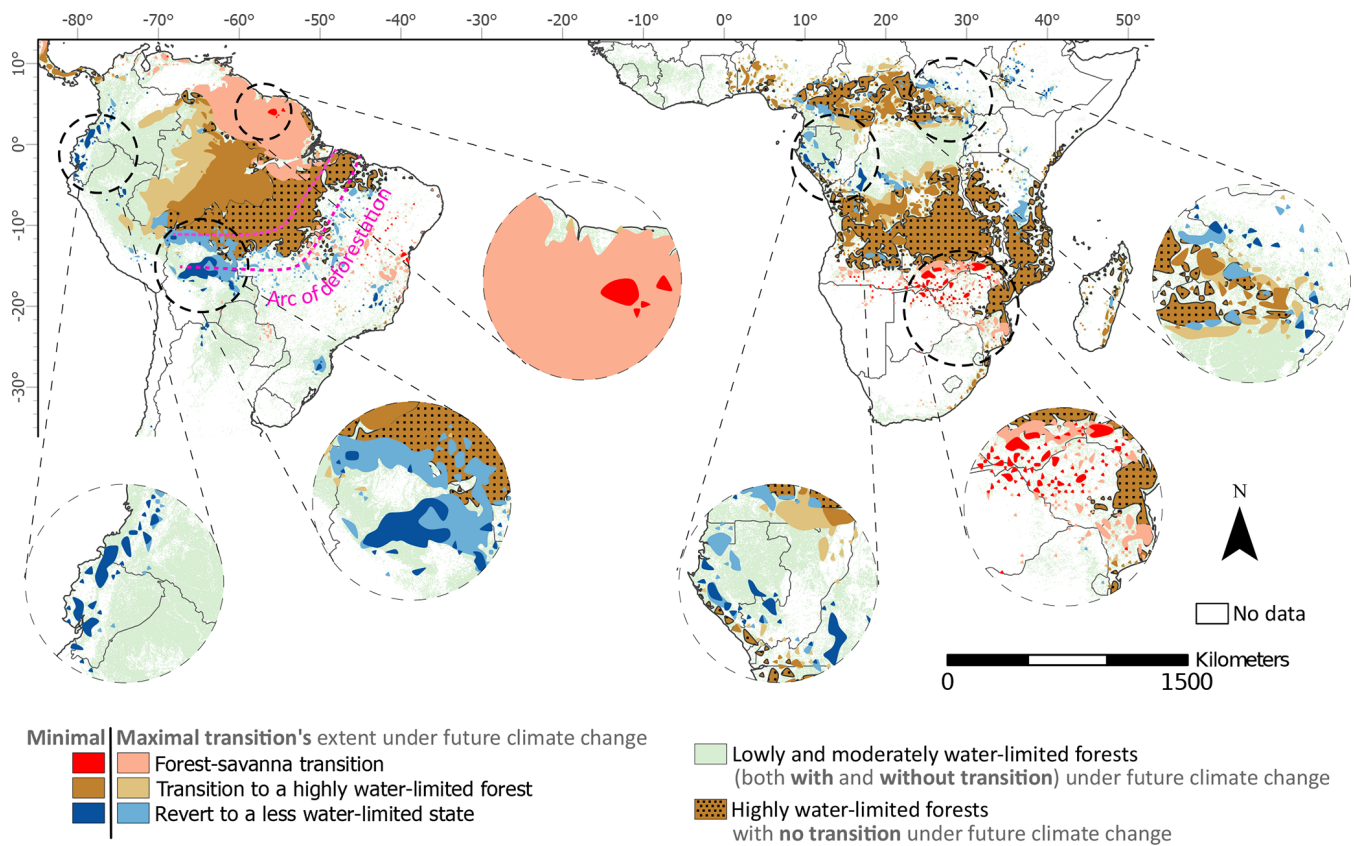 -80° -70° -60° -50° -40° -30° -20° -10° 0° 10° 20° 30° 40° 50°
10°
0°
-10°
-20°
-30°
Arc of deforestation
N
No data
Kilometers
0 1500
Minimal Maximal transition's extent under future climate change
Forest-savanna transition
Transition to a highly water-limited forest
Revert to a less water-limited state
Lowly and moderately water-limited forests
(both with and without transition) under future climate change
Highly water-limited forests
with no transition under future climate change